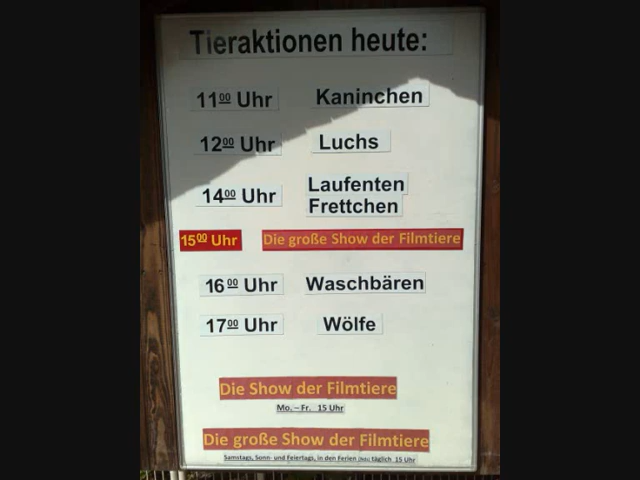 Tieraktionen heute:
11⁰⁰ Uhr Kaninchen
12⁰⁰ Uhr Luchs
14⁰⁰ Uhr Laufenten
Frettchen
15⁰⁰ Uhr Die große Show der Filmtiere
16⁰⁰ Uhr Waschbären
17⁰⁰ Uhr Wölfe
Die Show der Filmtiere
Mo. – Fr. 15 Uhr
Die große Show der Filmtiere
Samstags, Sonn- und Feiertags, in den Ferien täglich 15 Uhr